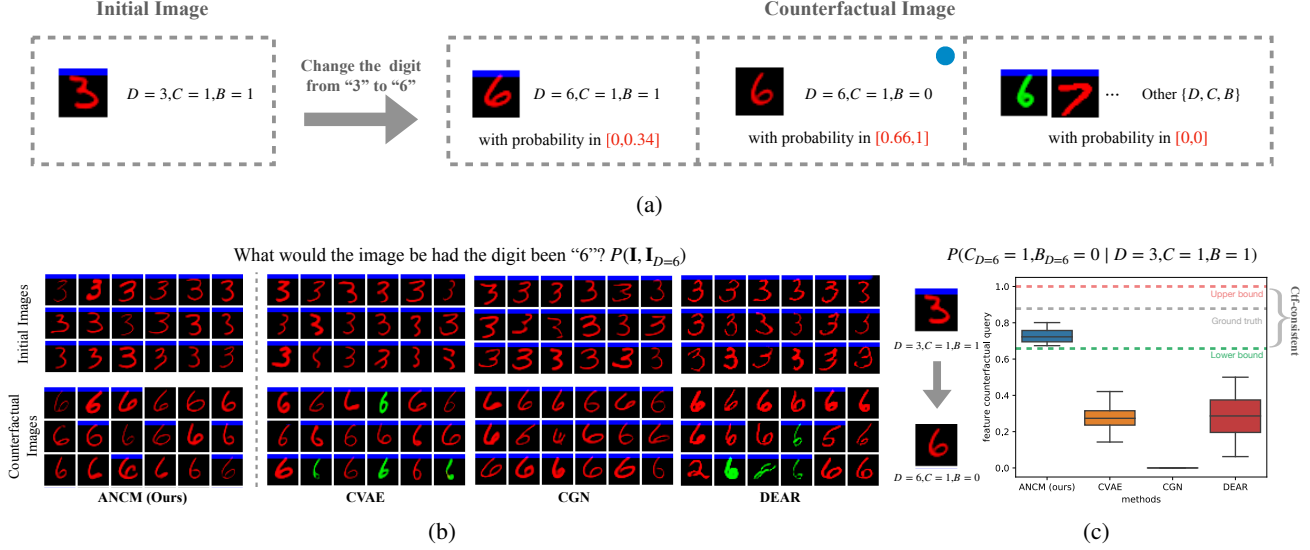 Initial Image
Counterfactual Image
Change the digit
from “3” to “6”
D = 3,C = 1,B = 1
D = 6,C = 1,B = 1
with probability in [0,0.34]
D = 6,C = 1,B = 0
with probability in [0.66,1]
... Other {D, C, B}
with probability in [0,0]
(a)
What would the image be had the digit been “6”? P(I, I_{D=6})
Initial Images
Counterfactual
Images
ANCM (Ours)
CVAE
CGN
DEAR
(b)
P(C_{D=6} = 1,B_{D=6} = 0 | D = 3,C = 1,B = 1)
D = 3,C = 1,B = 1
D = 6,C = 1,B = 0
feature counterfactual query
1.0
0.8
0.6
0.4
0.2
0.0
Upper bound
Ground truth
Lower bound
Ctf-consistent
ANCM (ours)
CVAE
CGN
DEAR
methods
(c)